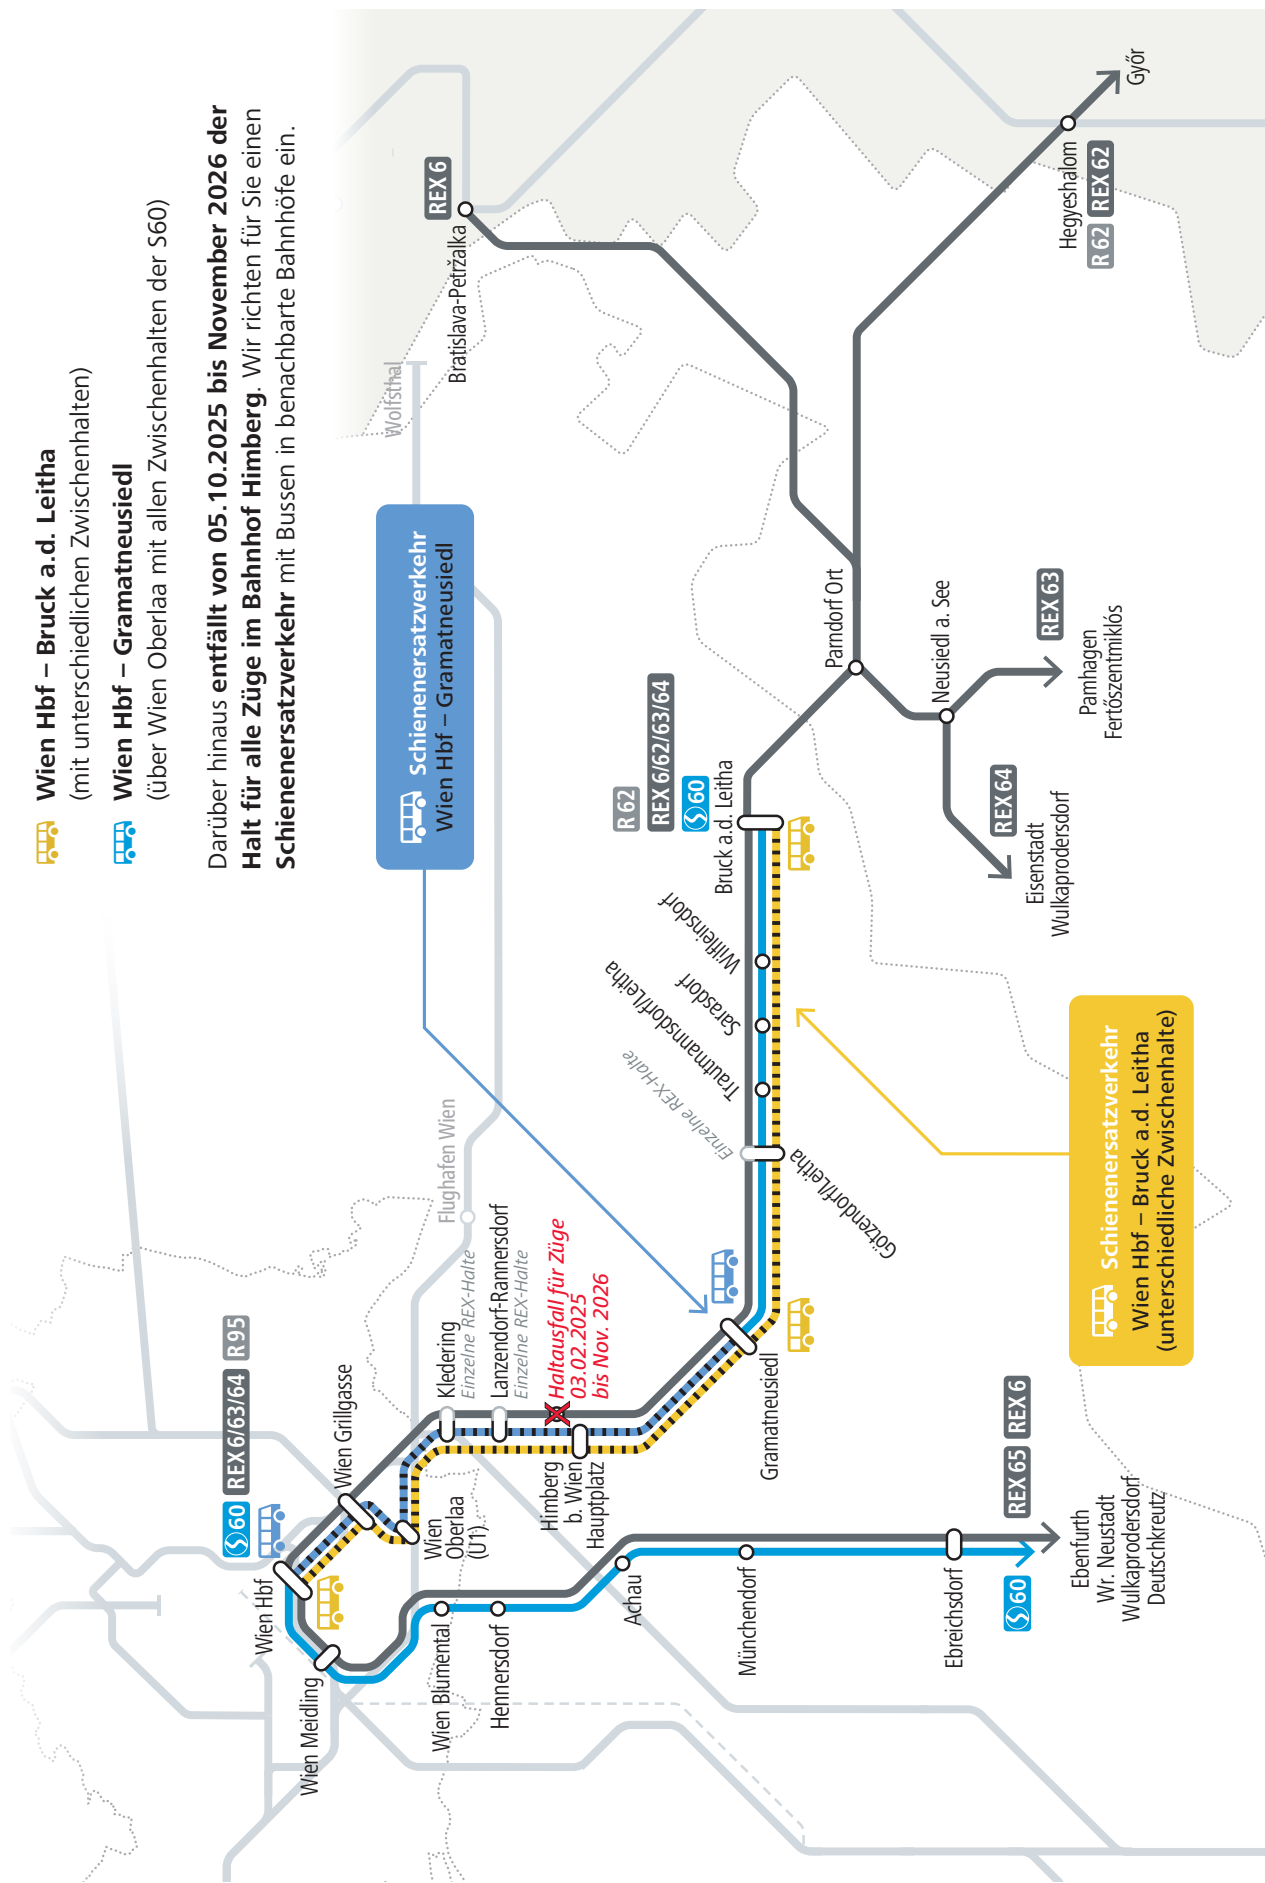 Wien Hbf – Bruck a.d. Leitha
(mit unterschiedlichen Zwischenhalten)
Wien Hbf – Gramatneusiedl
(über Wien Oberlaa mit allen Zwischenhalten der S60)
Darüber hinaus entfällt von 05.10.2025 bis November 2026 der
Halt für alle Züge im Bahnhof Himberg. Wir richten für Sie einen
Schienenersatzverkehr mit Bussen in benachbarte Bahnhöfe ein.
Schienenersatzverkehr
Wien Hbf – Gramatneusiedl
Wolfsthal
Flughafen Wien
REX 6
Bratislava-Petržalka
S 60 REX 6/63/64 R 95
Wien Hbf
Wien Meidling
Wien Grillgasse
Wien
Oberlaa
(U1)
Kledering
Einzelne REX-Halte
Lanzendorf-Rannersdorf
Einzelne REX-Halte
Haltausfall für Züge
03.02.2025
bis Nov. 2026
Himberg
b. Wien
Hauptplatz
Wien Blumental
Hennersdorf
Achau
Münchendorf
Ebreichsdorf
S 60
REX 65 REX 6
Ebenfurth
Wr. Neustadt
Wulkaprodersdorf
Deutschkreutz
Gramatneusiedl
Einzelne REX-Halte
Götzendorf/Leitha
Trautmannsdorf/Leitha
Sarasdorf
Wilfleinsdorf
R 62
REX 6/62/63/64
S 60
Bruck a.d. Leitha
Parndorf Ort
Neusiedl a. See
REX 64
Eisenstadt
Wulkaprodersdorf
REX 63
Pamhagen
Fertőszentmiklós
Hegyeshalom
R 62 REX 62
Győr
Schienenersatzverkehr
Wien Hbf – Bruck a.d. Leitha
(unterschiedliche Zwischenhalte)